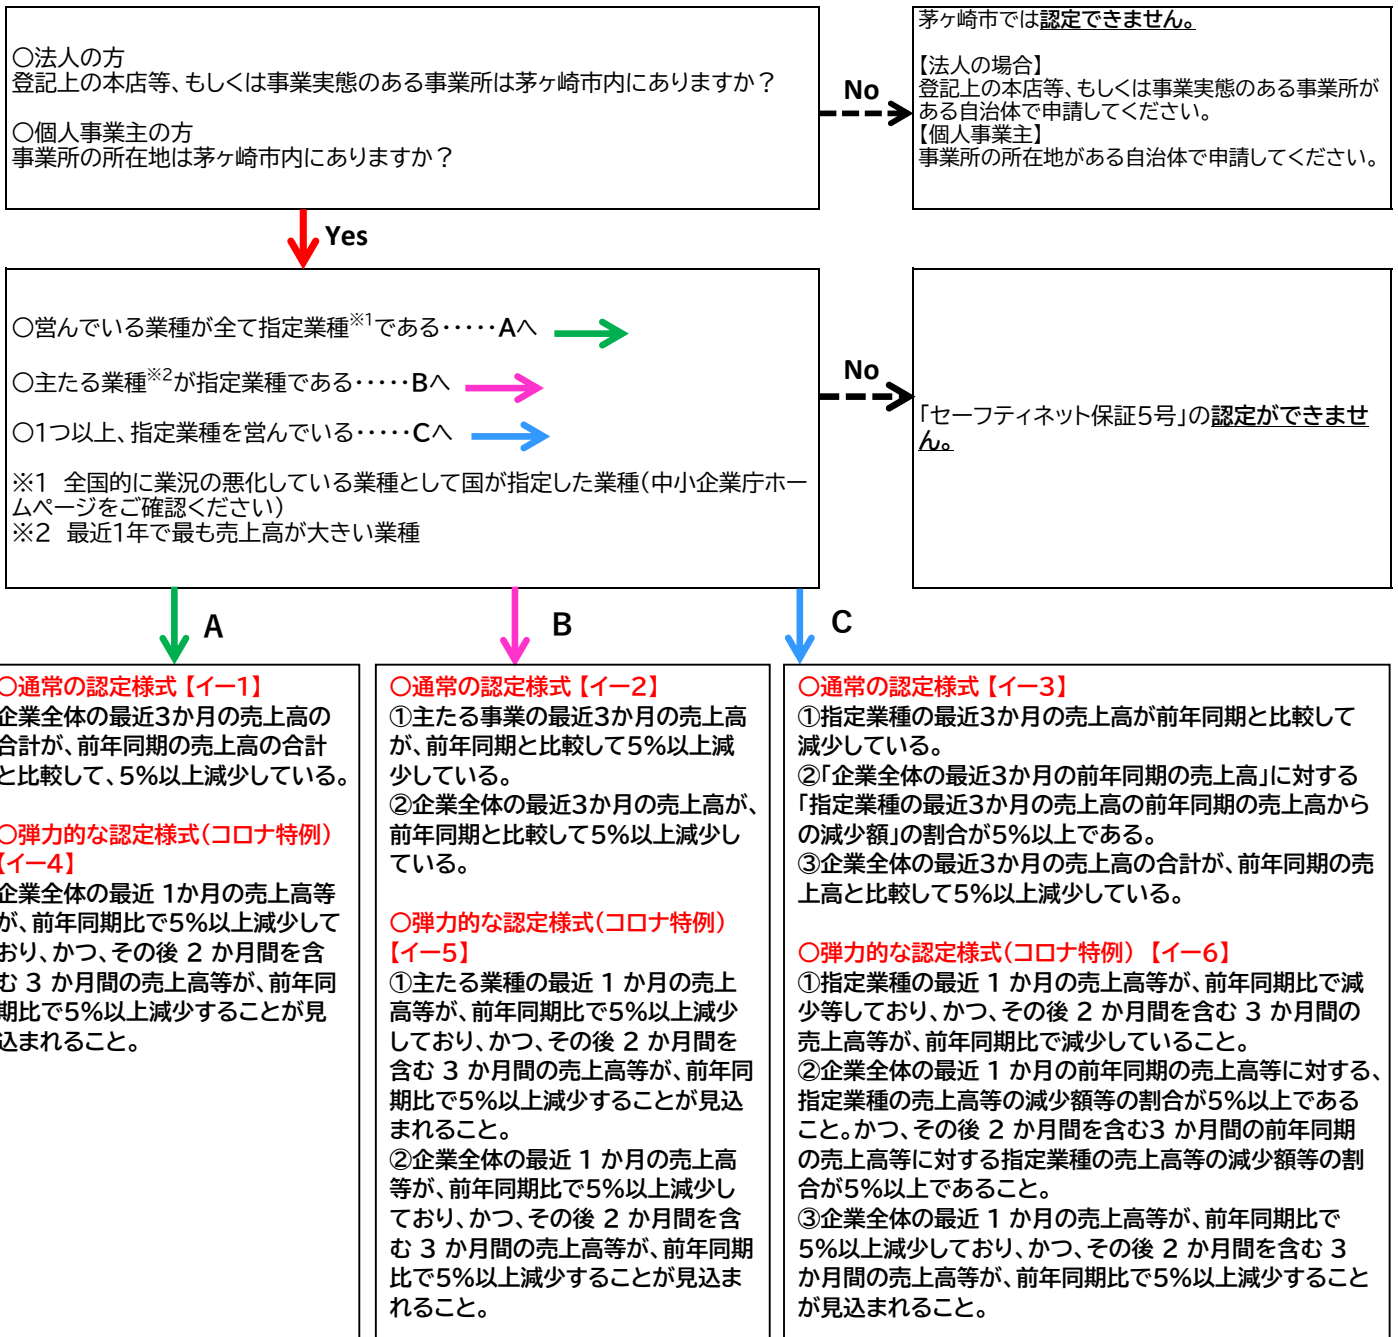 〇法人の方
登記上の本店等、もしくは事業実態のある事業所は茅ヶ崎市内にありますか？
〇個人事業主の方
事業所の所在地は茅ヶ崎市内にありますか？
No
茅ヶ崎市では認定できません。
【法人の場合】
登記上の本店等、もしくは事業実態のある事業所が
ある自治体で申請してください。
【個人事業主】
事業所の所在地がある自治体で申請してください。
Yes
〇営んでいる業種が全て指定業種※1である・・・・・Aへ
〇主たる業種※2が指定業種である・・・・・Bへ
〇1つ以上、指定業種を営んでいる・・・・・Cへ
※1　全国的に業況の悪化している業種として国が指定した業種（中小企業庁ホー
ムページをご確認ください）
※2　最近1年で最も売上高が大きい業種
No
「セーフティネット保証5号」の認定ができませ
ん。
A
B
C
〇通常の認定様式【イー1】
企業全体の最近3か月の売上高の
合計が、前年同期の売上高の合計
と比較して、5%以上減少している。
〇弾力的な認定様式（コロナ特例）
【イー4】
企業全体の最近 1か月の売上高等
が、前年同期比で5%以上減少して
おり、かつ、その後 2 か月間を含
む 3 か月間の売上高等が、前年同
期比で5%以上減少することが見
込まれること。
〇通常の認定様式【イー2】
①主たる事業の最近3か月の売上高
が、前年同期と比較して5%以上減
少している。
②企業全体の最近3か月の売上高が、
前年同期と比較して5%以上減少し
ている。
〇弾力的な認定様式（コロナ特例）
【イー5】
①主たる業種の最近 1 か月の売上
高等が、前年同期比で5%以上減少
しており、かつ、その後 2 か月間を
含む 3 か月間の売上高等が、前年同
期比で5%以上減少することが見込
まれること。
②企業全体の最近 1 か月の売上高
等が、前年同期比で5%以上減少し
ており、かつ、その後 2 か月間を含
む 3 か月間の売上高等が、前年同期
比で5%以上減少することが見込ま
れること。
〇通常の認定様式【イー3】
①指定業種の最近3か月の売上高が前年同期と比較して
減少している。
②「企業全体の最近3か月の前年同期の売上高」に対する
「指定業種の最近3か月の売上高の前年同期の売上高から
の減少額」の割合が5%以上である。
③企業全体の最近3か月の売上高の合計が、前年同期の売
上高と比較して5%以上減少している。
〇弾力的な認定様式（コロナ特例）【イー6】
①指定業種の最近 1 か月の売上高等が、前年同期比で減
少等しており、かつ、その後 2 か月間を含む 3 か月間の
売上高等が、前年同期比で減少していること。
②企業全体の最近 1 か月の前年同期の売上高等に対する、
指定業種の売上高等の減少額等の割合が5%以上である
こと。かつ、その後 2 か月間を含む3 か月間の前年同期
の売上高等に対する指定業種の売上高等の減少額等の割
合が5%以上であること。
③企業全体の最近 1 か月の売上高等が、前年同期比で
5%以上減少しており、かつ、その後 2 か月間を含む 3
か月間の売上高等が、前年同期比で5%以上減少すること
が見込まれること。